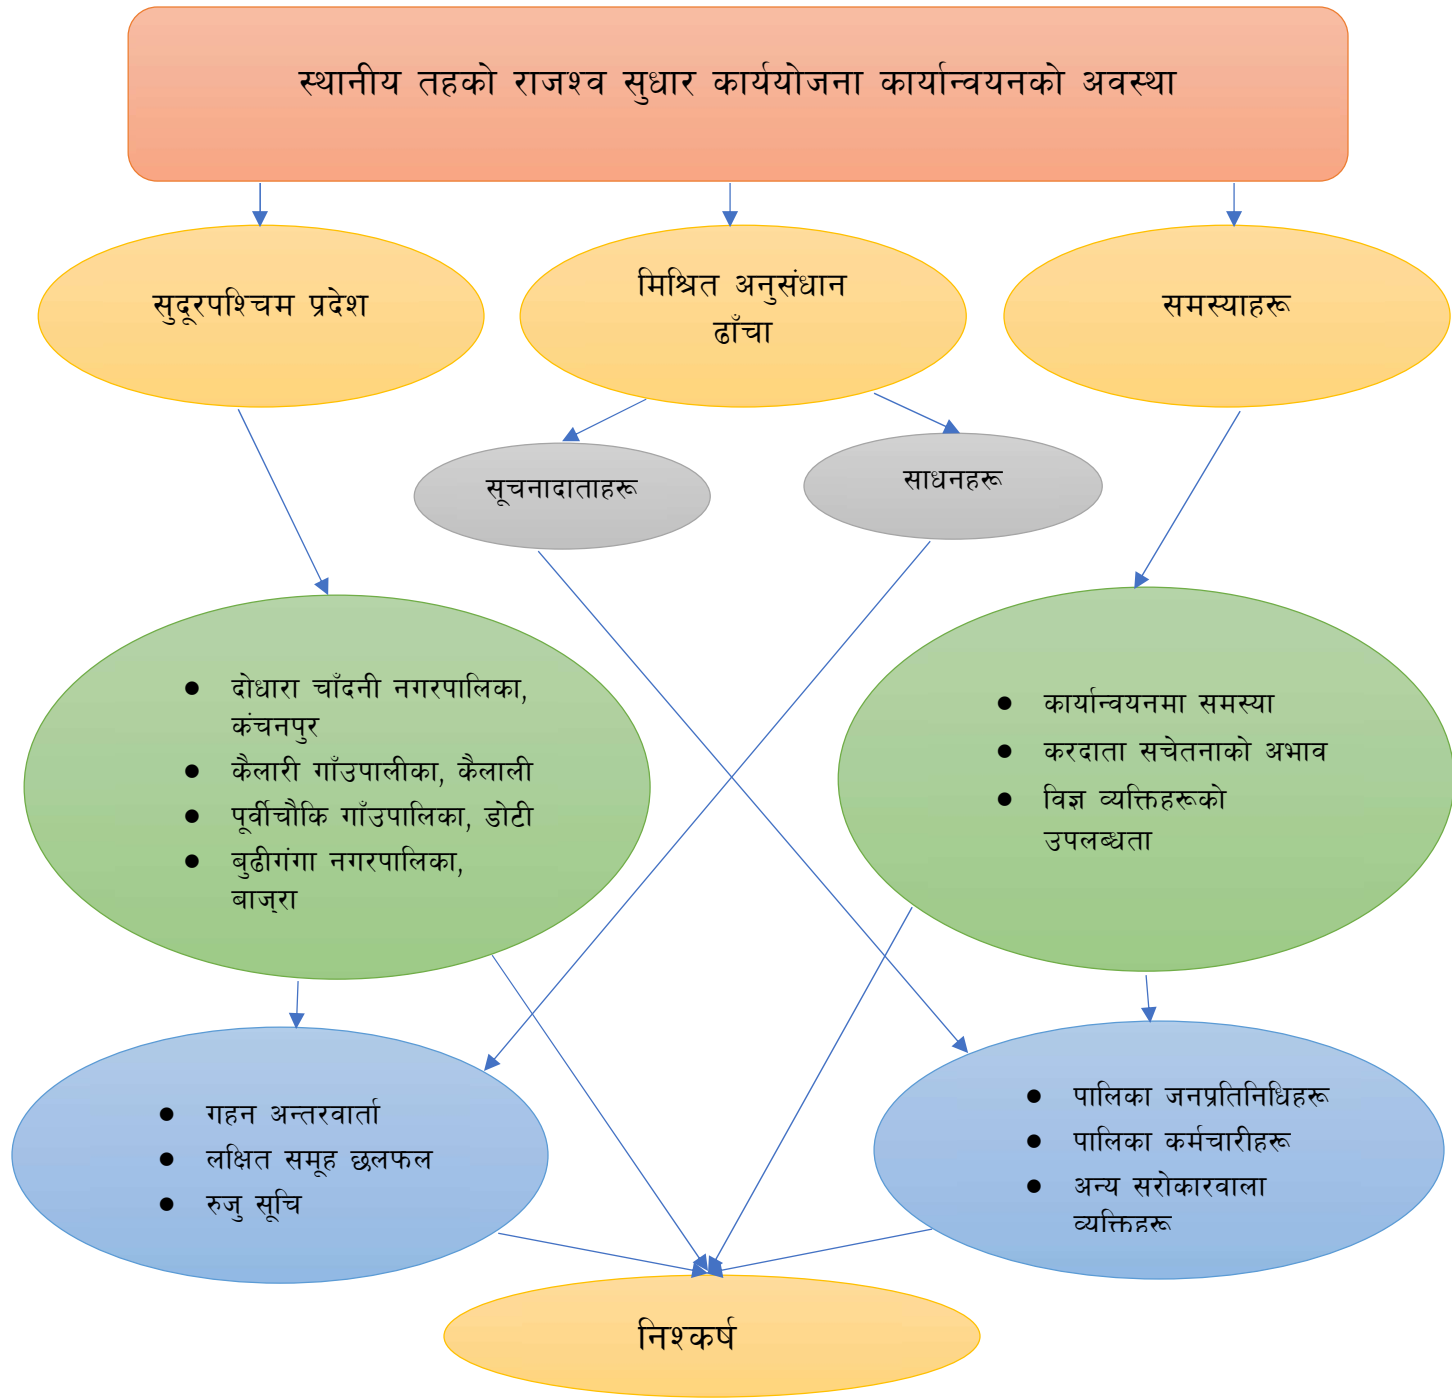 स्थानीय तहको राजश्व सुधार कार्ययोजना कार्यान्वयनको अवस्था
सुदूरपश्चिम प्रदेश
मिश्रित अनुसंधान
ढाँचा
समस्याहरू
सूचनादाताहरू
साधनहरू
● दोधारा चाँदनी नगरपालिका,
कंचनपुर
● कैलारी गाँउपालीका, कैलाली
● पूर्वीचौकि गाँउपालिका, डोटी
● बुढीगंगा नगरपालिका,
बाज्‍रा
● कार्यान्वयनमा समस्या
● करदाता सचेतनाको अभाव
● विज्ञ व्यक्तिहरूको
उपलब्धता
● गहन अन्तरवार्ता
● लक्षित समूह छलफल
● रुजु सूचि
● पालिका जनप्रतिनिधिहरू
● पालिका कर्मचारीहरू
● अन्य सरोकारवाला
व्यक्तिहरू
निश्कर्ष